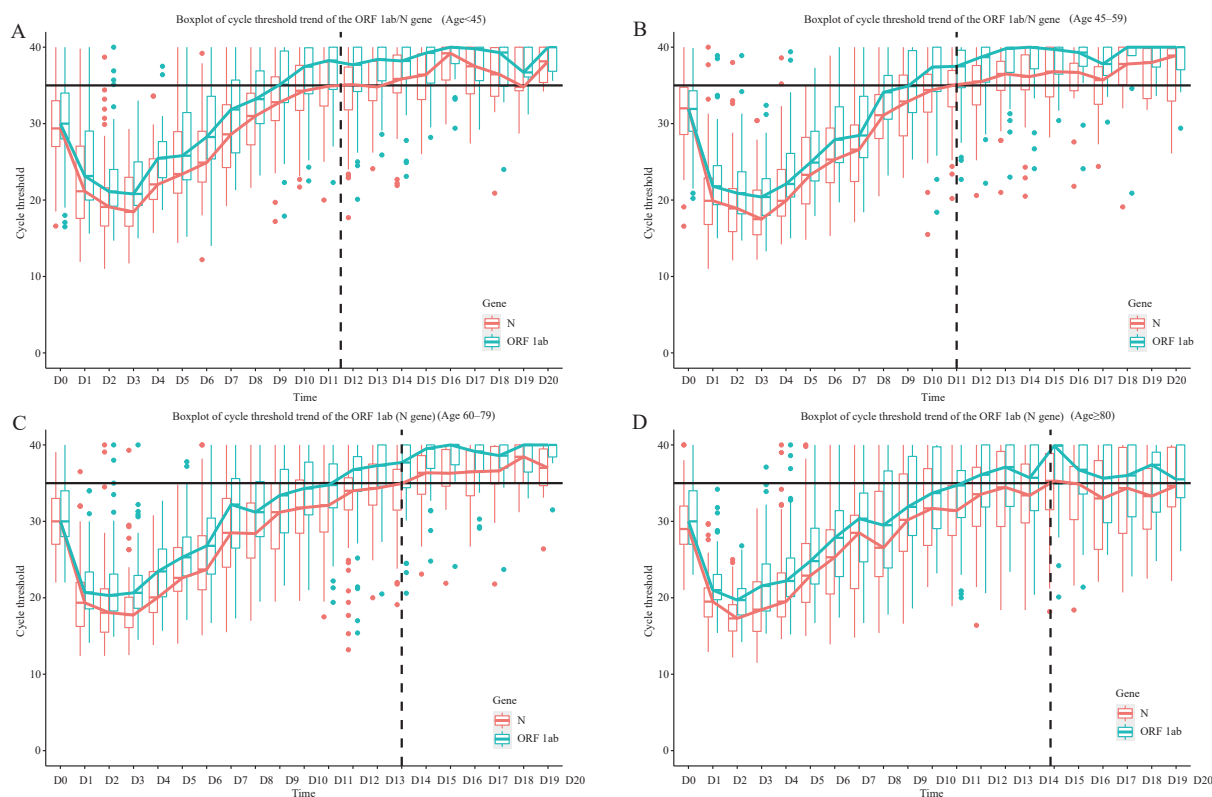 A
Boxplot of cycle threshold trend of the ORF 1ab/N gene (Age<45)
40
30
20
10
0
Cycle threshold
Gene
N
ORF 1ab
D0 D1 D2 D3 D4 D5 D6 D7 D8 D9 D10 D11 D12 D13 D14 D15 D16 D17 D18 D19 D20
Time
B
Boxplot of cycle threshold trend of the ORF 1ab/N gene (Age 45–59)
40
30
20
10
0
Cycle threshold
Gene
N
ORF 1ab
D0 D1 D2 D3 D4 D5 D6 D7 D8 D9 D10 D11 D12 D13 D14 D15 D16 D17 D18 D19 D20
Time
C
Boxplot of cycle threshold trend of the ORF 1ab (N gene) (Age 60–79)
40
30
20
10
0
Cycle threshold
Gene
N
ORF 1ab
D0 D1 D2 D3 D4 D5 D6 D7 D8 D9 D10 D11 D12 D13 D14 D15 D16 D17 D18 D19 D20
Time
D
Boxplot of cycle threshold trend of the ORF 1ab (N gene) (Age≥80)
40
30
20
10
0
Cycle threshold
Gene
N
ORF 1ab
D0 D1 D2 D3 D4 D5 D6 D7 D8 D9 D10 D11 D12 D13 D14 D15 D16 D17 D18 D19 D20
Time